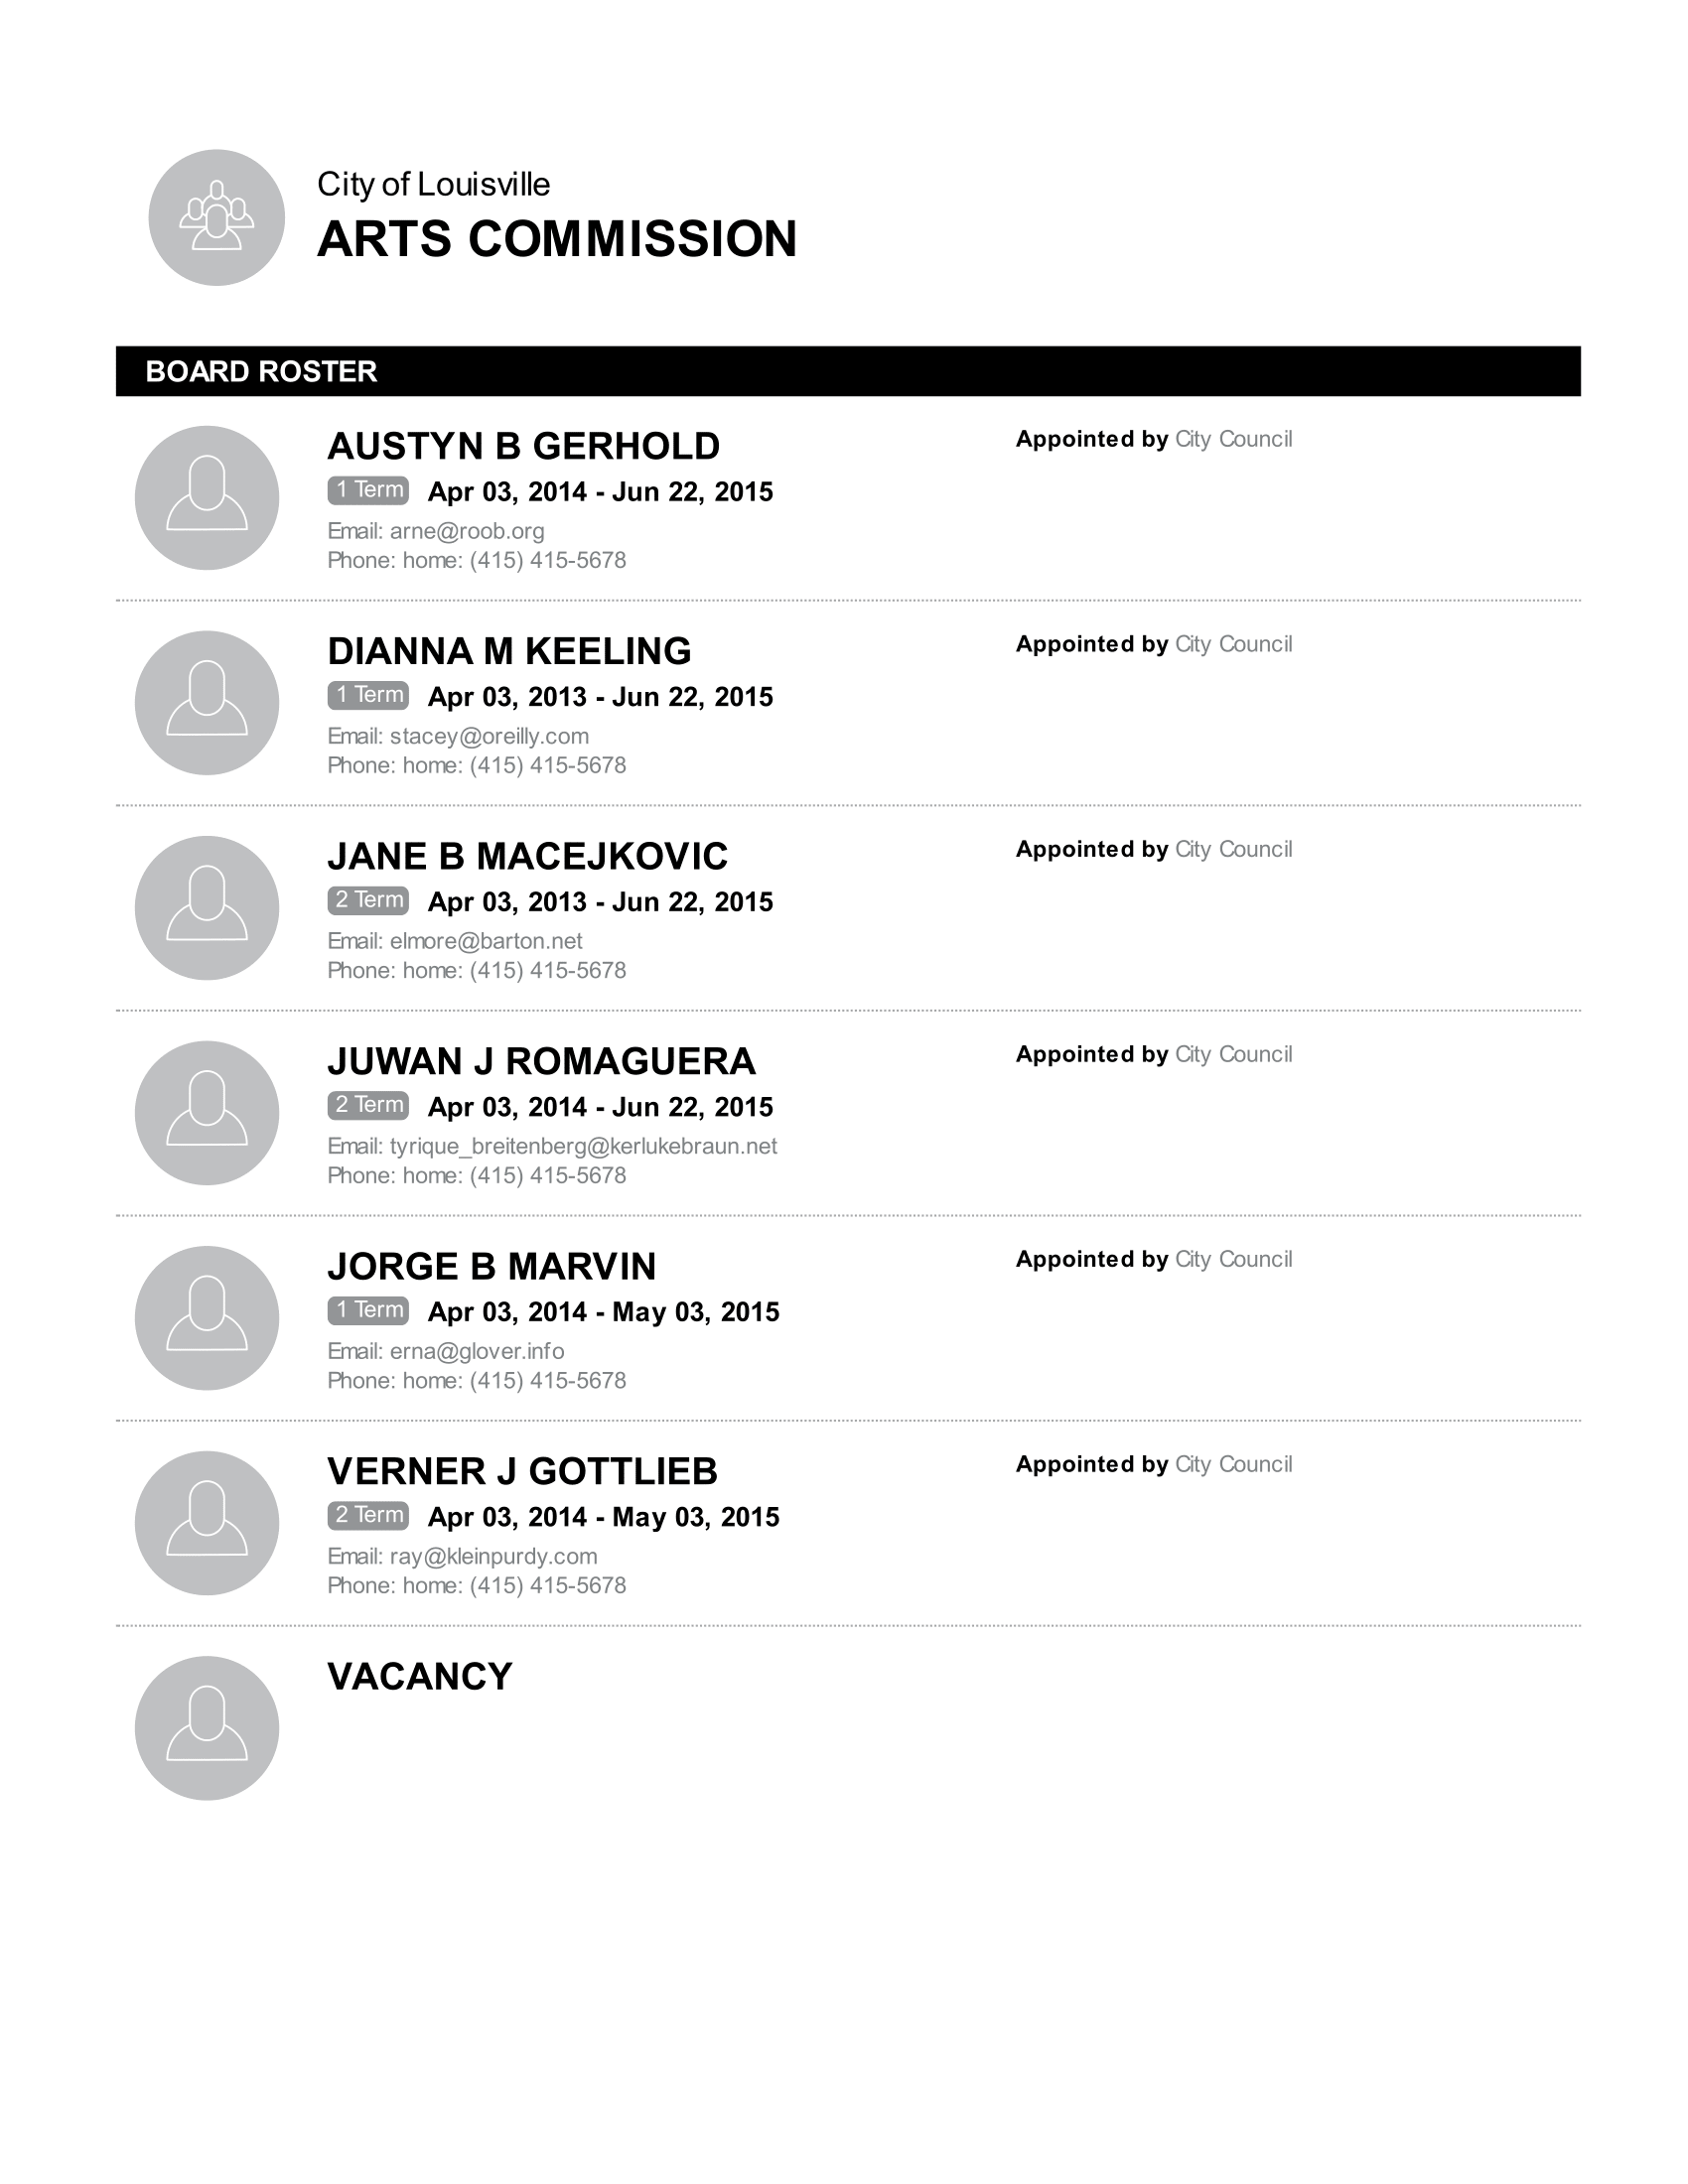 City of Louisville
ARTS COMMISSION
BOARD ROSTER
AUSTYN B GERHOLD
Appointed by City Council
1 Term Apr 03, 2014 - Jun 22, 2015
Email: arne@roob.org
Phone: home: (415) 415-5678
DIANNA M KEELING
Appointed by City Council
1 Term Apr 03, 2013 - Jun 22, 2015
Email: stacey@oreilly.com
Phone: home: (415) 415-5678
JANE B MACEJKOVIC
Appointed by City Council
2 Term Apr 03, 2013 - Jun 22, 2015
Email: elmore@barton.net
Phone: home: (415) 415-5678
JUWAN J ROMAGUERA
Appointed by City Council
2 Term Apr 03, 2014 - Jun 22, 2015
Email: tyrique_breitenberg@kerlukebraun.net
Phone: home: (415) 415-5678
JORGE B MARVIN
Appointed by City Council
1 Term Apr 03, 2014 - May 03, 2015
Email: erna@glover.info
Phone: home: (415) 415-5678
VERNER J GOTTLIEB
Appointed by City Council
2 Term Apr 03, 2014 - May 03, 2015
Email: ray@kleinpurdy.com
Phone: home: (415) 415-5678
VACANCY